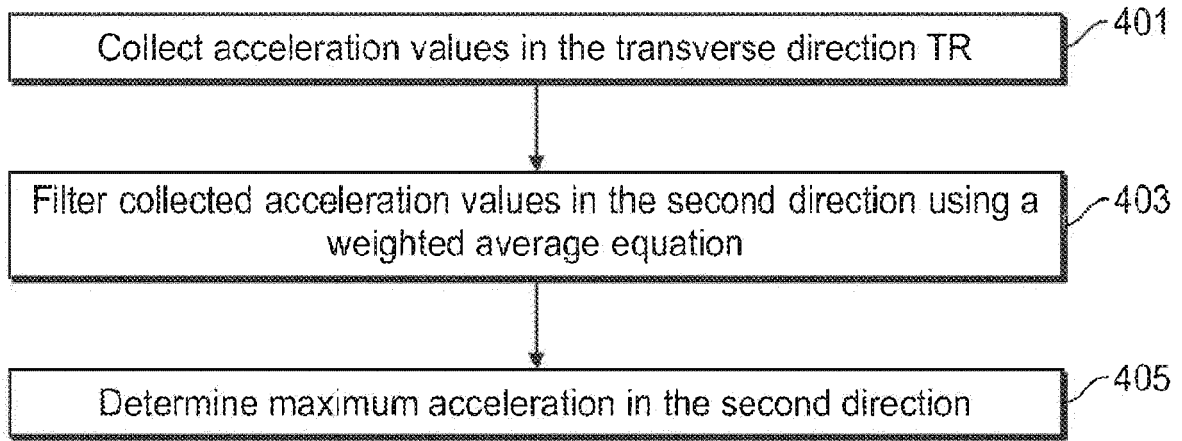 Collect acceleration values in the transverse direction TR
401
Filter collected acceleration values in the second direction using a
weighted average equation
403
Determine maximum acceleration in the second direction
405